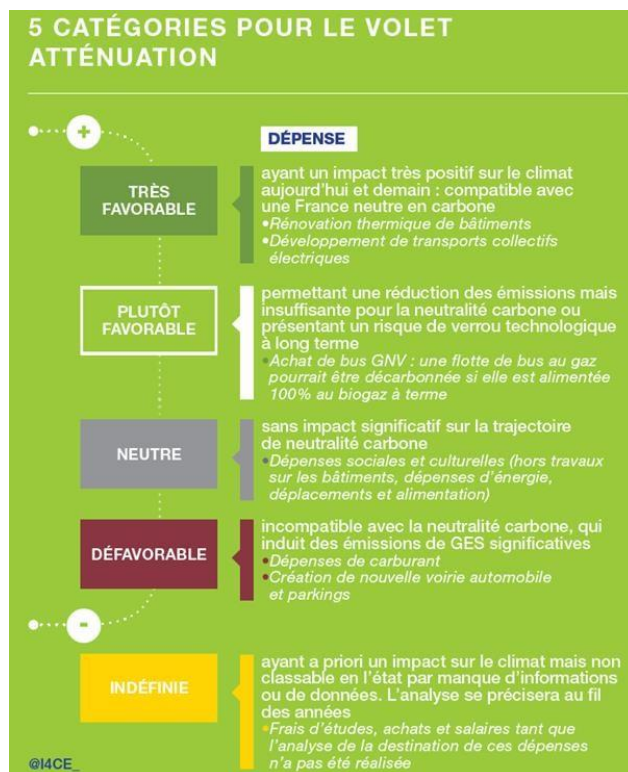 5 CATÉGORIES POUR LE VOLET
ATTÉNUATION
+
DÉPENSE
TRÈS
FAVORABLE
ayant un impact très positif sur le climat
aujourd'hui et demain : compatible avec
une France neutre en carbone
•Rénovation thermique de bâtiments
•Développement de transports collectifs
électriques
PLUTÔT
FAVORABLE
permettant une réduction des émissions mais
insuffisante pour la neutralité carbone ou
présentant un risque de verrou technologique
à long terme
•Achat de bus GNV : une flotte de bus au gaz
pourrait être décarbonnée si elle est alimentée
100% au biogaz à terme
NEUTRE
sans impact significatif sur la trajectoire
de neutralité carbone
•Dépenses sociales et culturelles (hors travaux
sur les bâtiments, dépenses d'énergie,
déplacements et alimentation)
DÉFAVORABLE
incompatible avec la neutralité carbone, qui
induit des émissions de GES significatives
•Dépenses de carburant
•Création de nouvelle voirie automobile
et parkings
-
INDÉFINIE
ayant a priori un impact sur le climat mais non
classable en l'état par manque d'informations
ou de données. L'analyse se précisera au fil
des années
•Frais d'études, achats et salaires tant que
l'analyse de la destination de ces dépenses
n'a pas été réalisée
@I4CE_